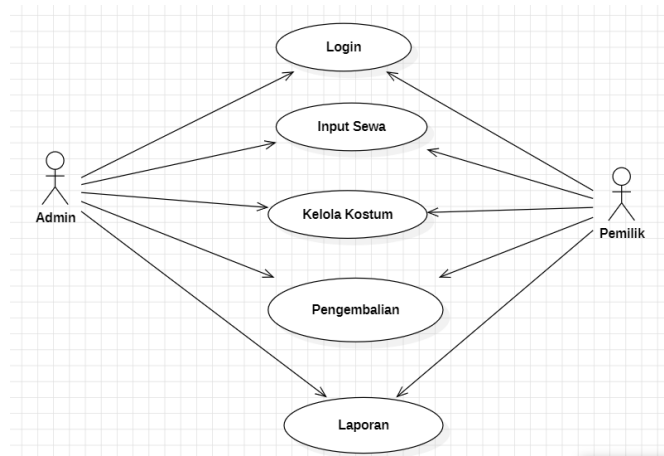 Login
Input Sewa
Admin
Kelola Kostum
Pemilik
Pengembalian
Laporan